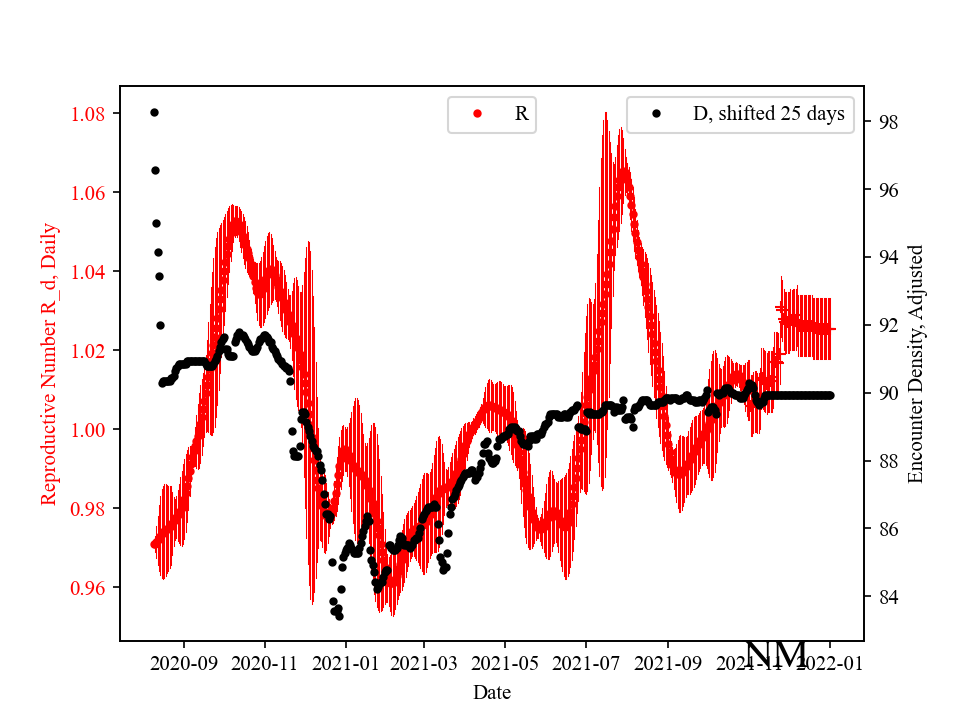 R
D, shifted 25 days
Reproductive Number R_d, Daily
1.08
1.06
1.04
1.02
1.00
0.98
0.96
98
96
94
92
90
88
86
84
Encounter Density, Adjusted
2020-09 2020-11 2021-01 2021-03 2021-05 2021-07 2021-09 2021-11 2022-01
NM
Date